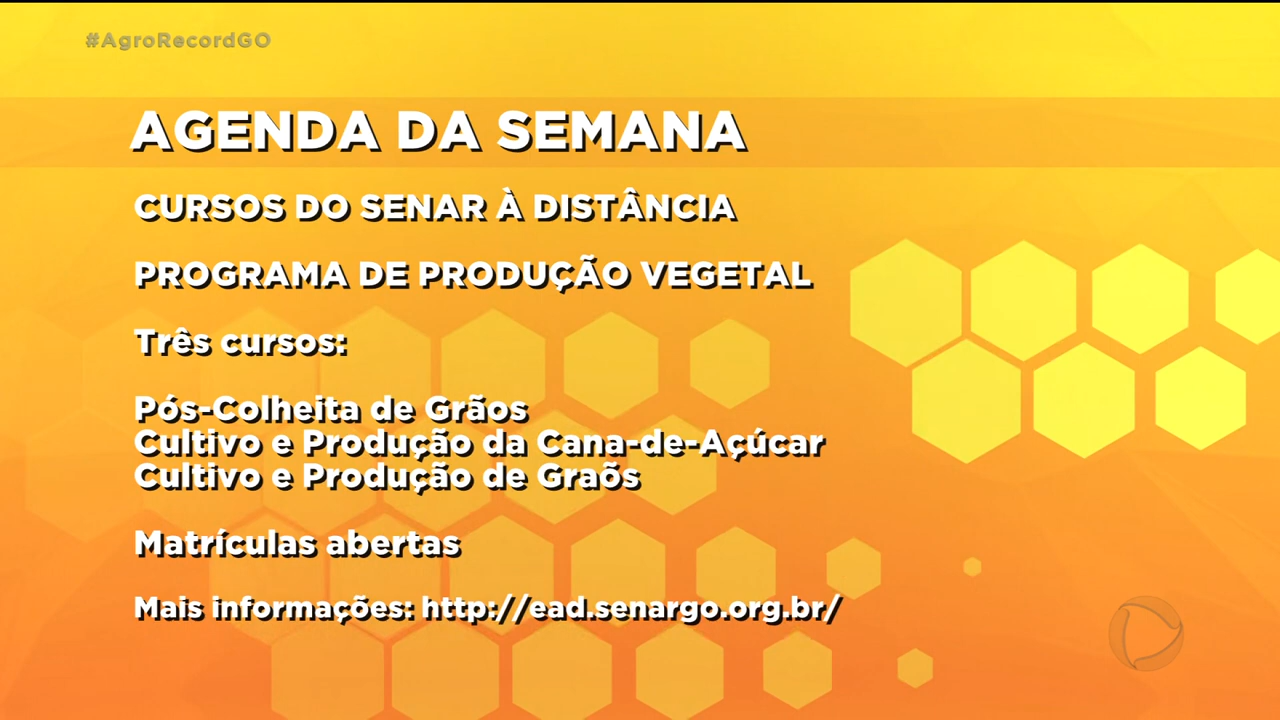 #AgroRecordGO
AGENDA DA SEMANA
CURSOS DO SENAR À DISTÂNCIA
PROGRAMA DE PRODUÇÃO VEGETAL
Três cursos:
Pós-Colheita de Grãos
Cultivo e Produção da Cana-de-Açúcar
Cultivo e Produção de Graõs
Matrículas abertas
Mais informações: http://ead.senargo.org.br/